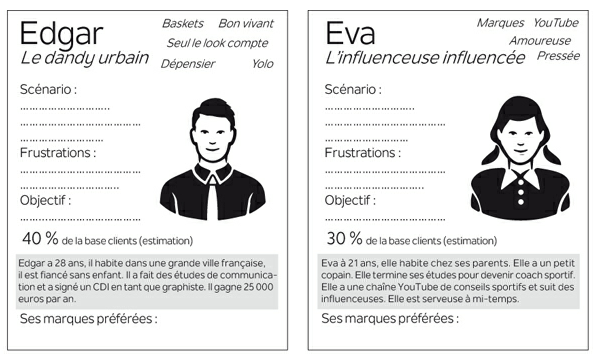 Edgar
Le dandy urbain
Baskets Bon vivant
Seul le look compte
Dépensier Yolo
Scénario :
...........................
....................................
.........................
Frustrations :
....................................
..............................
Objectif :
....................................
40 % de la base clients (estimation)
Edgar a 28 ans, il habite dans une grande ville française,
il est fiancé sans enfant. Il a fait des études de communica-
tion et a signé un CDI en tant que graphiste. Il gagne 25 000
euros par an.
Ses marques préférées :
Eva
L'influenceuse influencée
Marques YouTube
Amoureuse
Pressée
Scénario :
...........................
....................................
.........................
Frustrations :
....................................
..............................
Objectif :
....................................
30 % de la base clients (estimation)
Eva à 21 ans, elle habite chez ses parents. Elle a un petit
copain. Elle termine ses études pour devenir coach sportif.
Elle a une chaîne YouTube de conseils sportifs et suit des
influenceuses. Elle est serveuse à mi-temps.
Ses marques préférées :